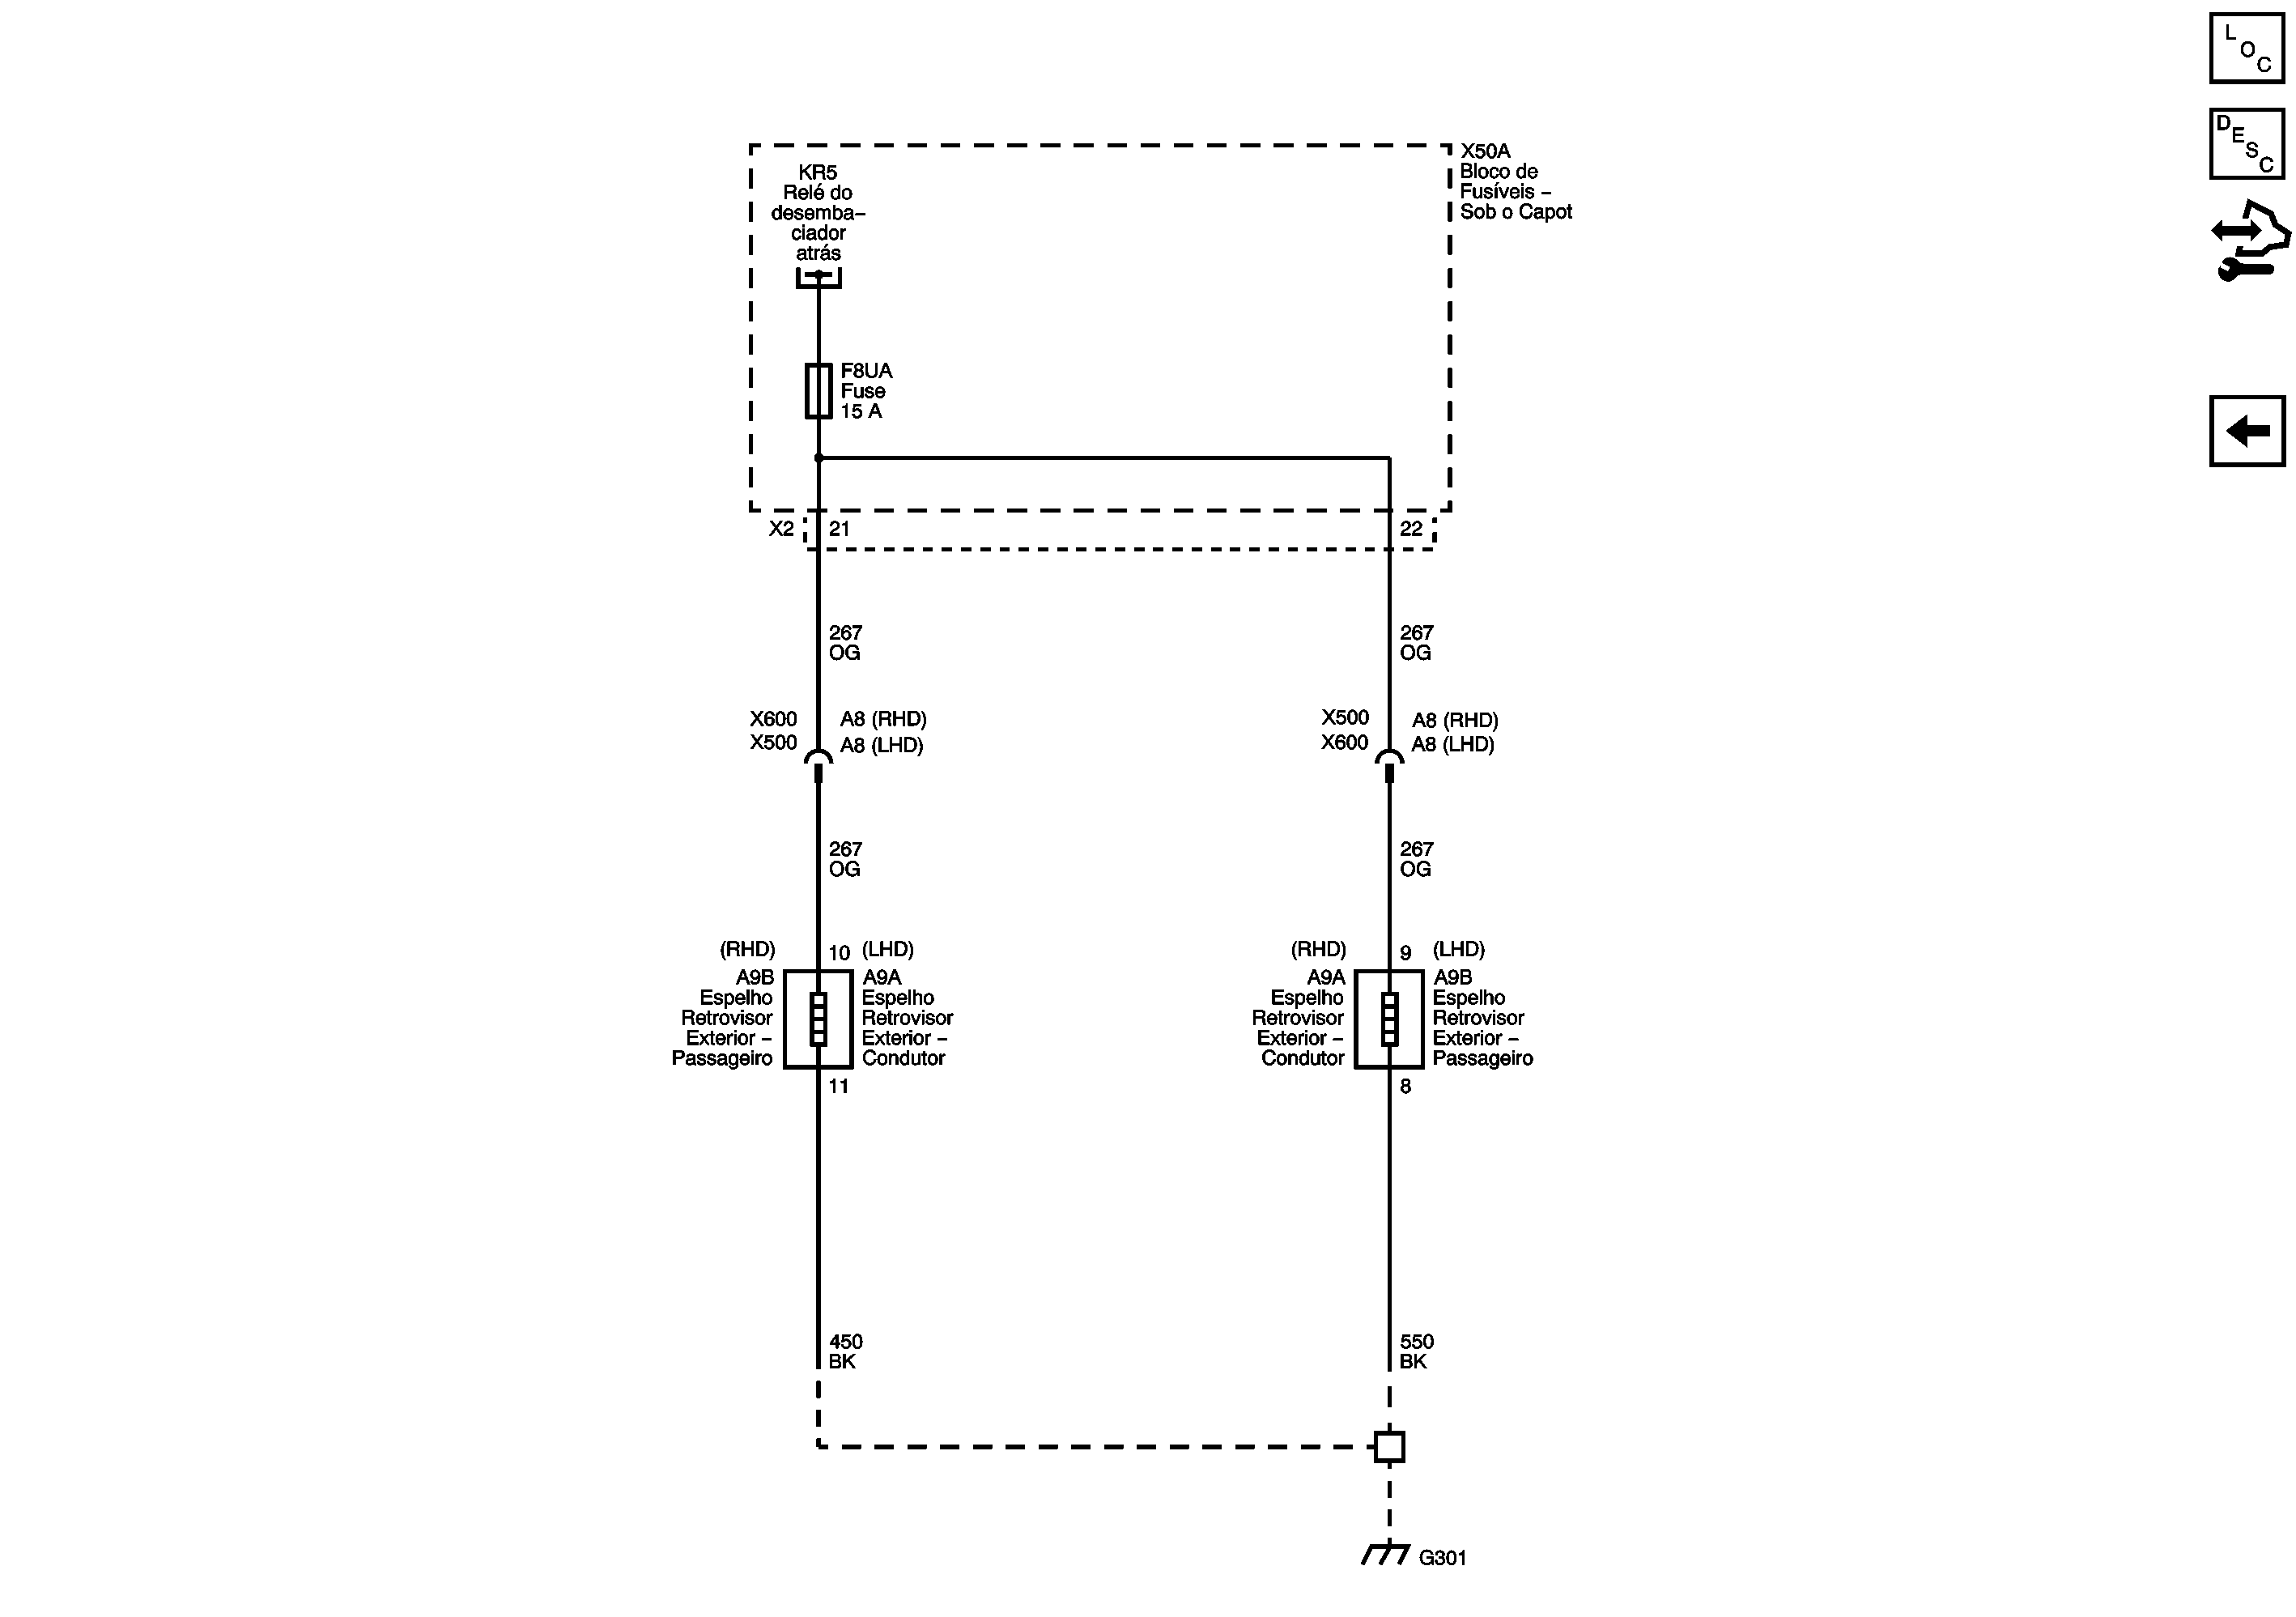 L
O
C
D
E
S
C
X50A
Bloco de
Fusíveis –
Sob o Capot
KR5
Relé do
desemba–
ciador
atrás
F8UA
Fuse
15 A
X2 21 22
267
OG
267
OG
X600 A8 (RHD)
X500 A8 (LHD)
X500 A8 (RHD)
X600 A8 (LHD)
267
OG
267
OG
(RHD) 10 (LHD)
A9B
Espelho
Retrovisor
Exterior –
Passageiro
A9A
Espelho
Retrovisor
Exterior –
Condutor
11
(RHD) 9 (LHD)
A9A
Espelho
Retrovisor
Exterior –
Condutor
A9B
Espelho
Retrovisor
Exterior –
Passageiro
8
450
BK
550
BK
G301